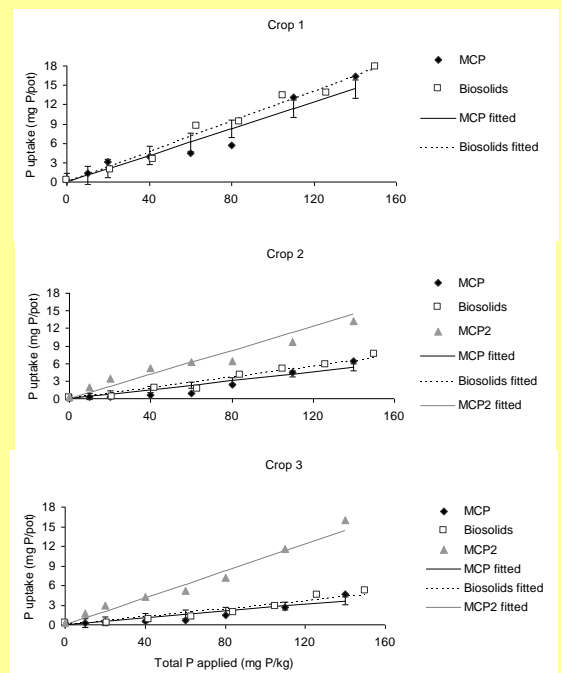 Crop 1
P uptake (mg P/pot)
18
15
12
9
6
3
0
0
40
80
120
160
MCP
Biosolids
MCP fitted
Biosolids fitted
Crop 2
P uptake (mg P/pot)
18
15
12
9
6
3
0
0
40
80
120
160
MCP
Biosolids
MCP2
MCP fitted
Biosolids fitted
MCP2 fitted
Crop 3
P uptake (mg P/pot)
18
15
12
9
6
3
0
0
40
80
120
160
Total P applied (mg P/kg)
MCP
Biosolids
MCP2
MCP fitted
Biosolids fitted
MCP2 fitted